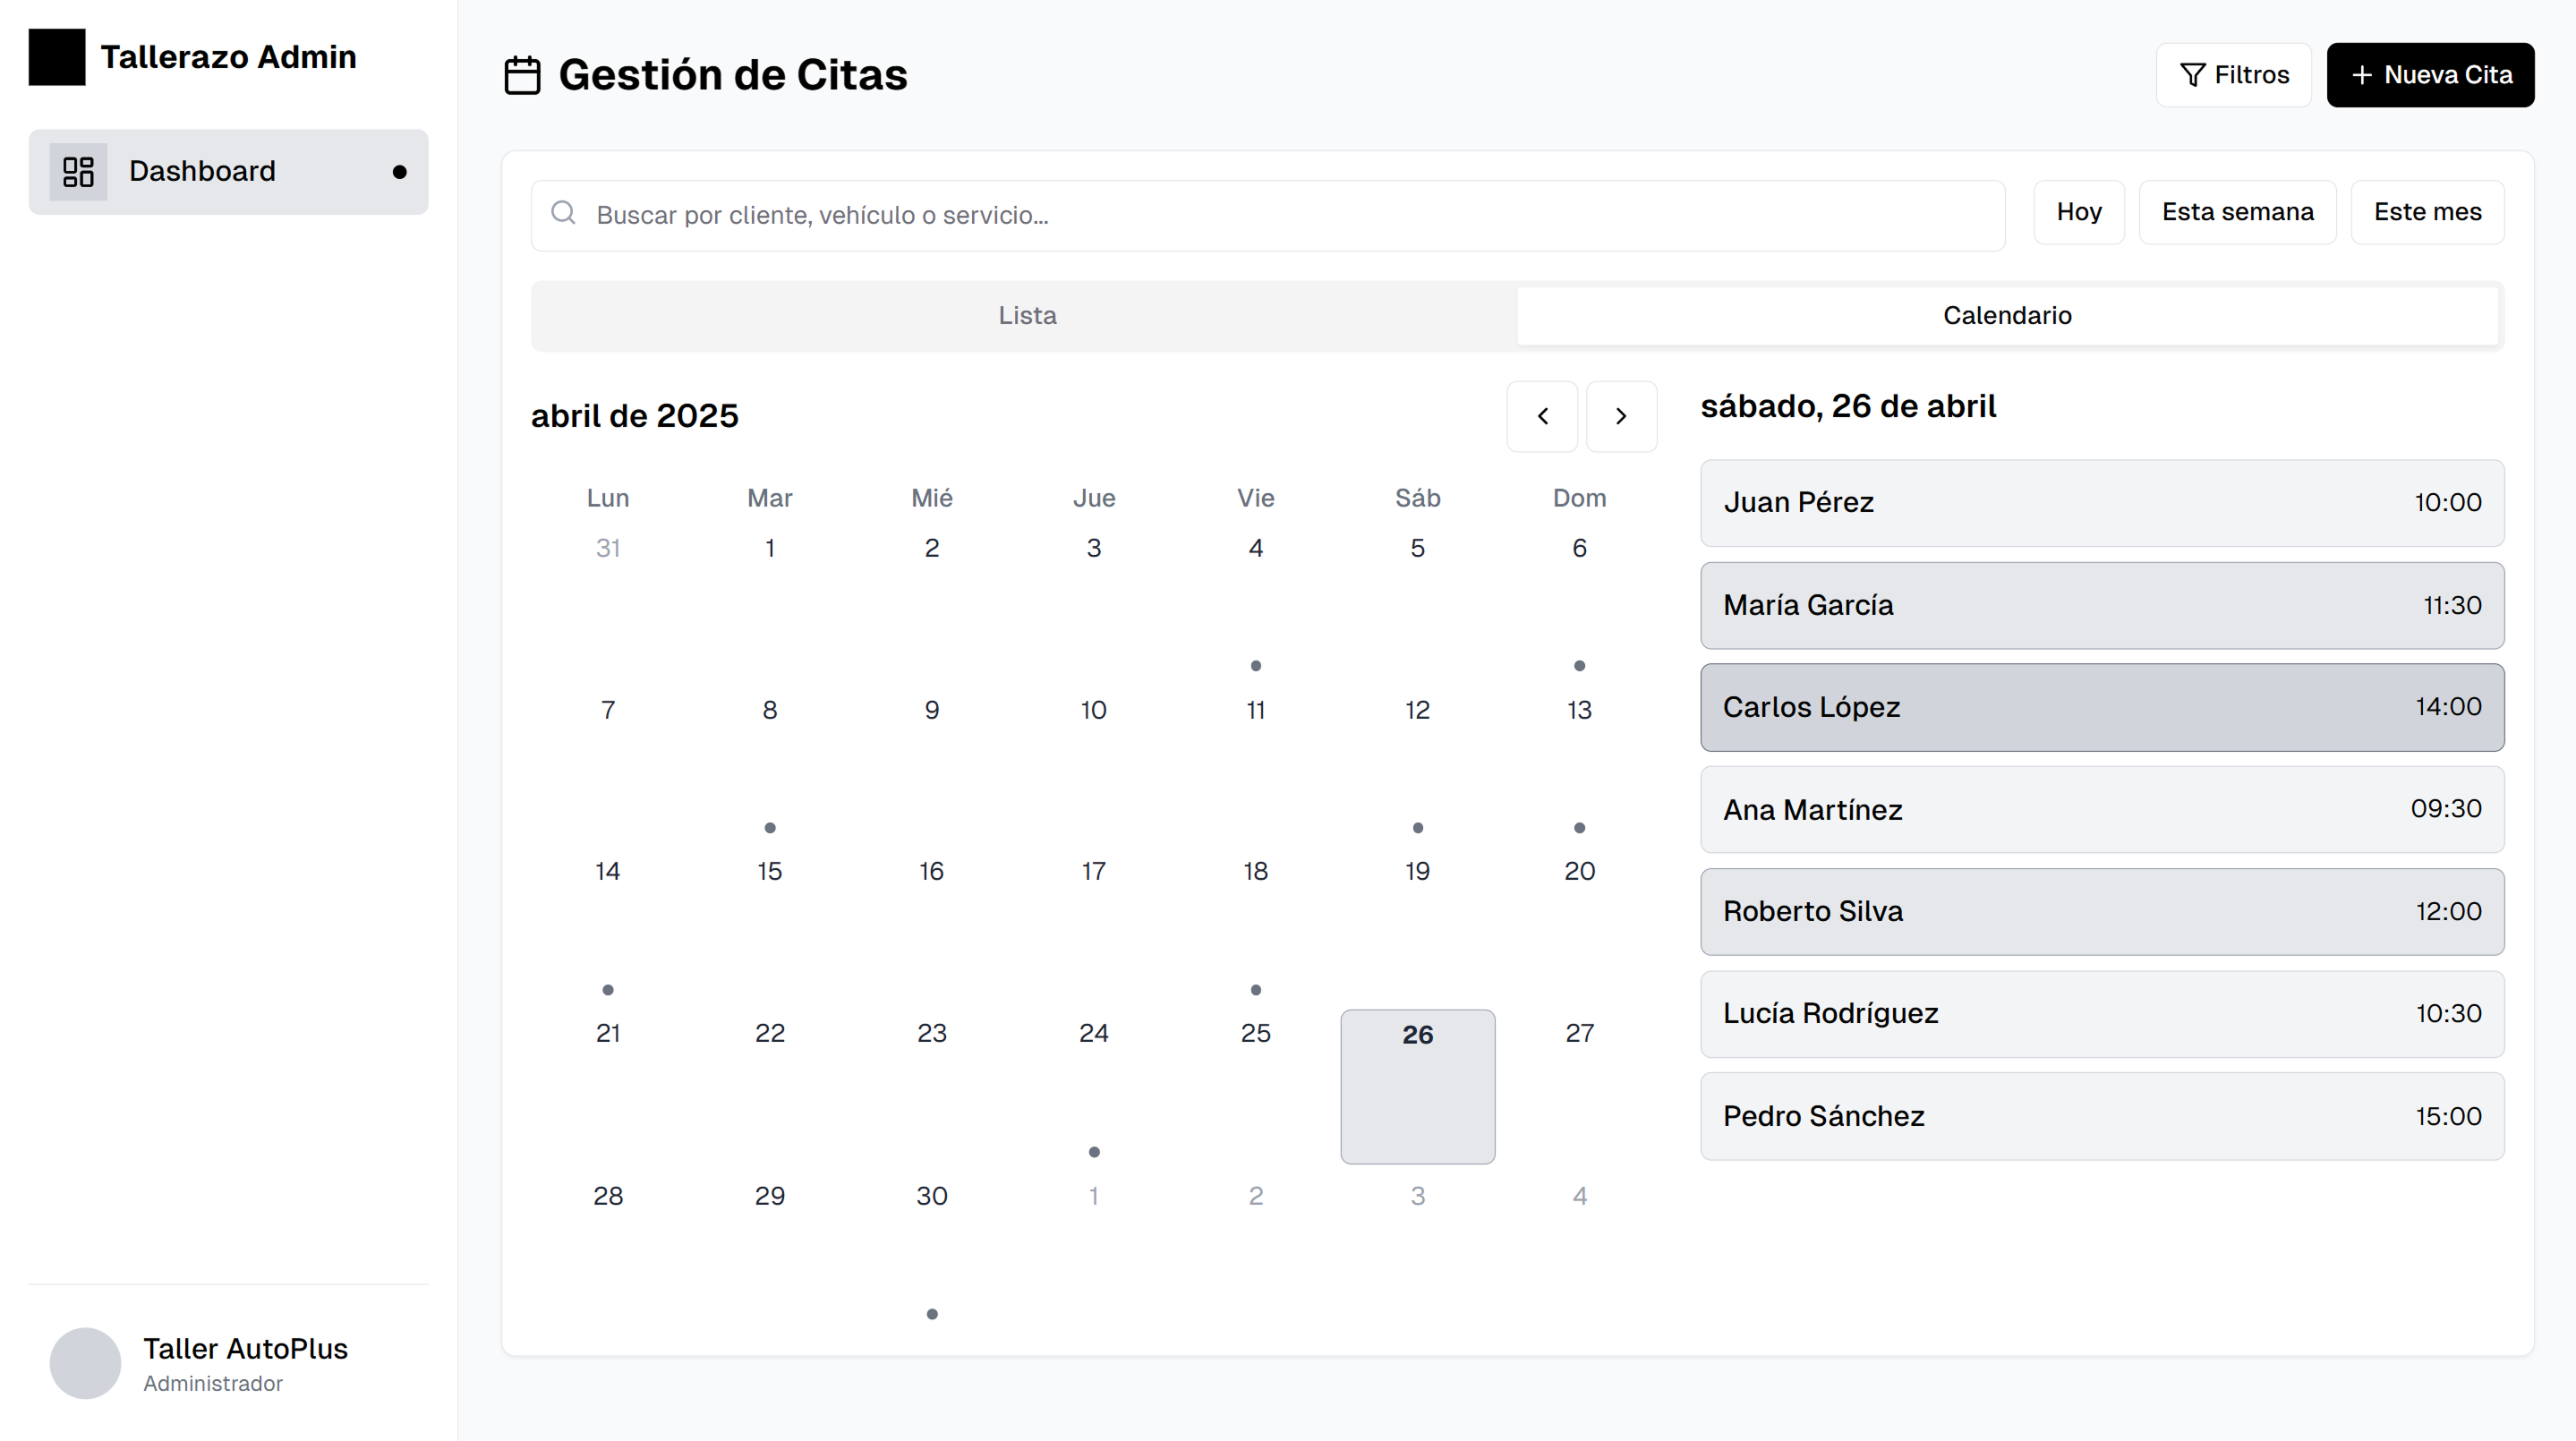 Tallerazo Admin
Dashboard
Taller AutoPlus
Administrador
Gestión de Citas
Filtros
Nueva Cita
Buscar por cliente, vehículo o servicio...
Hoy
Esta semana
Este mes
Lista
Calendario
abril de 2025
Lun Mar Mié Jue Vie Sáb Dom
31 1 2 3 4 5 6
7 8 9 10 11 12 13
14 15 16 17 18 19 20
21 22 23 24 25 26 27
28 29 30 1 2 3 4
sábado, 26 de abril
Juan Pérez 10:00
María García 11:30
Carlos López 14:00
Ana Martínez 09:30
Roberto Silva 12:00
Lucía Rodríguez 10:30
Pedro Sánchez 15:00